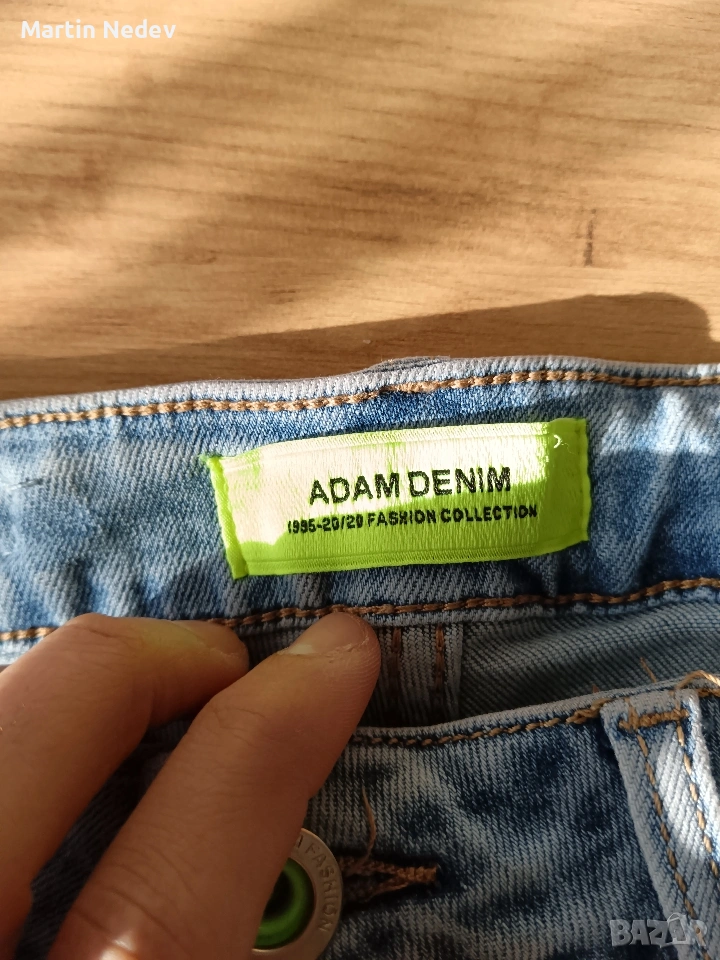 Martin Nedev
ADAM DENIM
1995-20/20 FASHION COLLECTION
FASHION
BAZAR